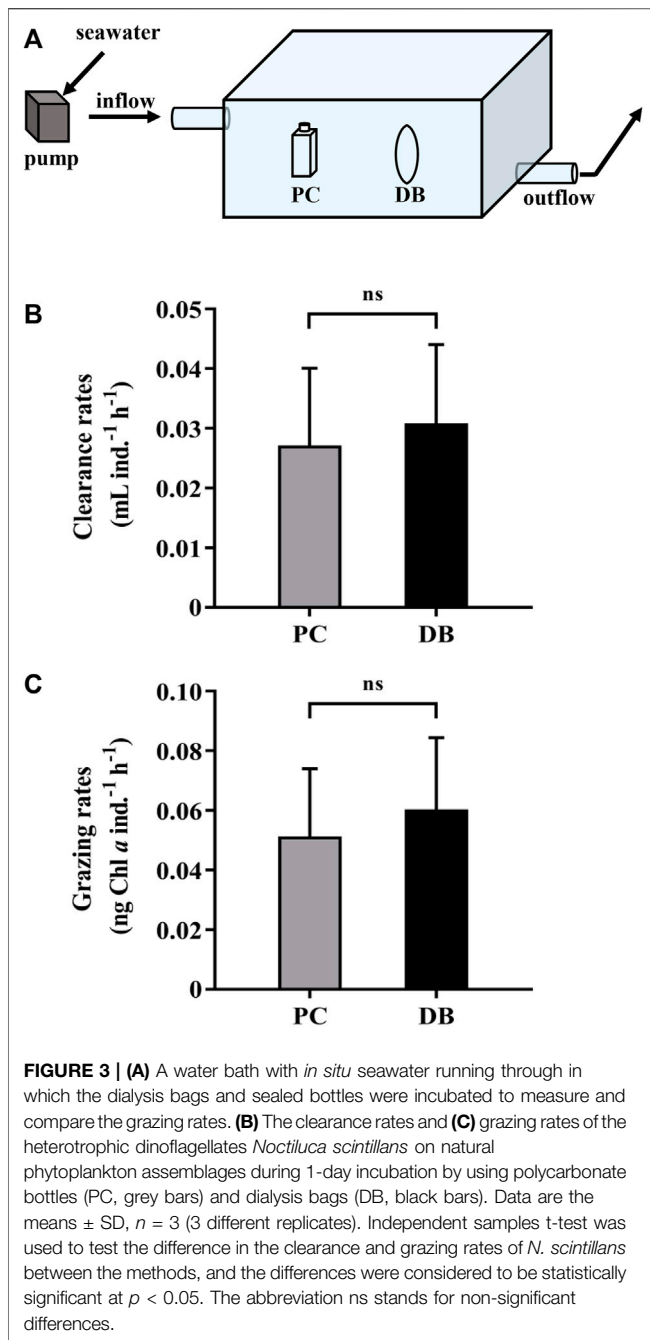 A
seawater
inflow
pump
PC
DB
outflow
B
ns
0.05
0.04
0.03
0.02
0.01
0
Clearance rates
(mL ind.⁻¹ h⁻¹)
PC
DB
C
ns
0.10
0.08
0.06
0.04
0.02
0
Grazing rates
(ng Chl a ind.⁻¹ h⁻¹)
PC
DB
FIGURE 3 | (A) A water bath with in situ seawater running through in
which the dialysis bags and sealed bottles were incubated to measure and
compare the grazing rates. (B) The clearance rates and (C) grazing rates of the
heterotrophic dinoflagellates Noctiluca scintillans on natural
phytoplankton assemblages during 1-day incubation by using polycarbonate
bottles (PC, grey bars) and dialysis bags (DB, black bars). Data are the
means ± SD, n = 3 (3 different replicates). Independent samples t-test was
used to test the difference in the clearance and grazing rates of N. scintillans
between the methods, and the differences were considered to be statistically
significant at p < 0.05. The abbreviation ns stands for non-significant
differences.